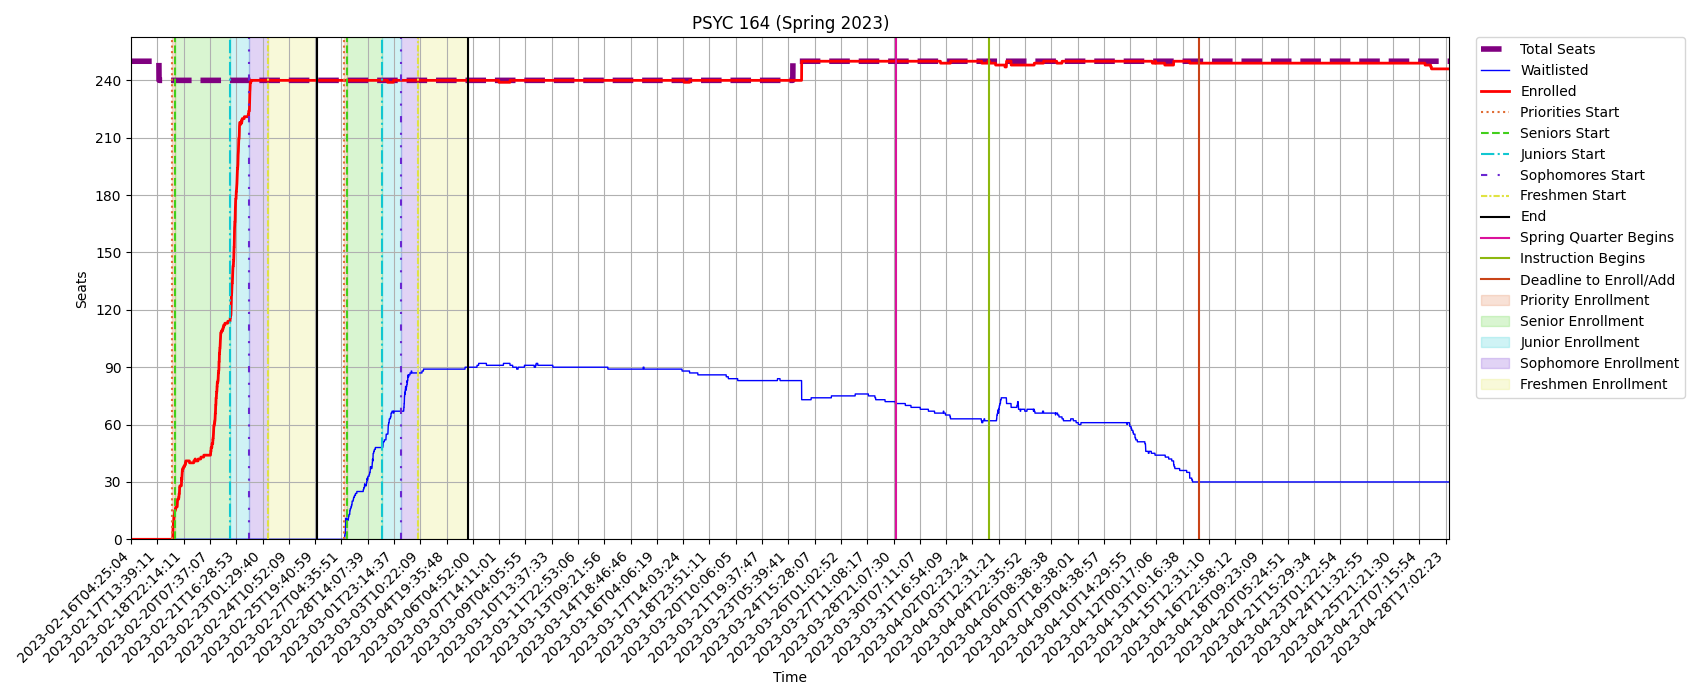 PSYC 164 (Spring 2023)
Seats
240
210
180
150
120
90
60
30
0
2023-02-16T04:25:04
2023-02-17T13:39:11
2023-02-18T22:14:11
2023-02-20T07:37:07
2023-02-21T16:28:53
2023-02-23T01:29:40
2023-02-24T10:52:09
2023-02-25T19:40:59
2023-02-27T04:35:51
2023-02-28T14:07:39
2023-03-01T23:14:37
2023-03-03T10:22:09
2023-03-04T19:35:48
2023-03-06T04:52:00
2023-03-07T14:11:01
2023-03-09T04:05:55
2023-03-10T13:37:33
2023-03-11T22:53:06
2023-03-13T09:21:56
2023-03-14T18:46:46
2023-03-16T04:06:19
2023-03-17T14:03:24
2023-03-18T23:51:11
2023-03-20T10:06:05
2023-03-21T19:37:47
2023-03-23T05:39:41
2023-03-24T15:28:07
2023-03-26T01:02:52
2023-03-27T11:08:17
2023-03-28T21:07:30
2023-03-30T07:11:07
2023-03-31T16:54:09
2023-04-02T02:23:24
2023-04-03T12:31:21
2023-04-04T22:35:52
2023-04-06T08:38:38
2023-04-07T18:38:01
2023-04-09T04:38:57
2023-04-10T14:29:55
2023-04-12T00:17:06
2023-04-13T10:16:38
2023-04-15T12:31:10
2023-04-16T22:58:12
2023-04-18T09:23:09
2023-04-20T05:24:51
2023-04-21T15:29:34
2023-04-23T01:22:54
2023-04-24T11:32:55
2023-04-25T21:21:30
2023-04-27T07:15:54
2023-04-28T17:02:23
Time
Total Seats
Waitlisted
Enrolled
Priorities Start
Seniors Start
Juniors Start
Sophomores Start
Freshmen Start
End
Spring Quarter Begins
Instruction Begins
Deadline to Enroll/Add
Priority Enrollment
Senior Enrollment
Junior Enrollment
Sophomore Enrollment
Freshmen Enrollment